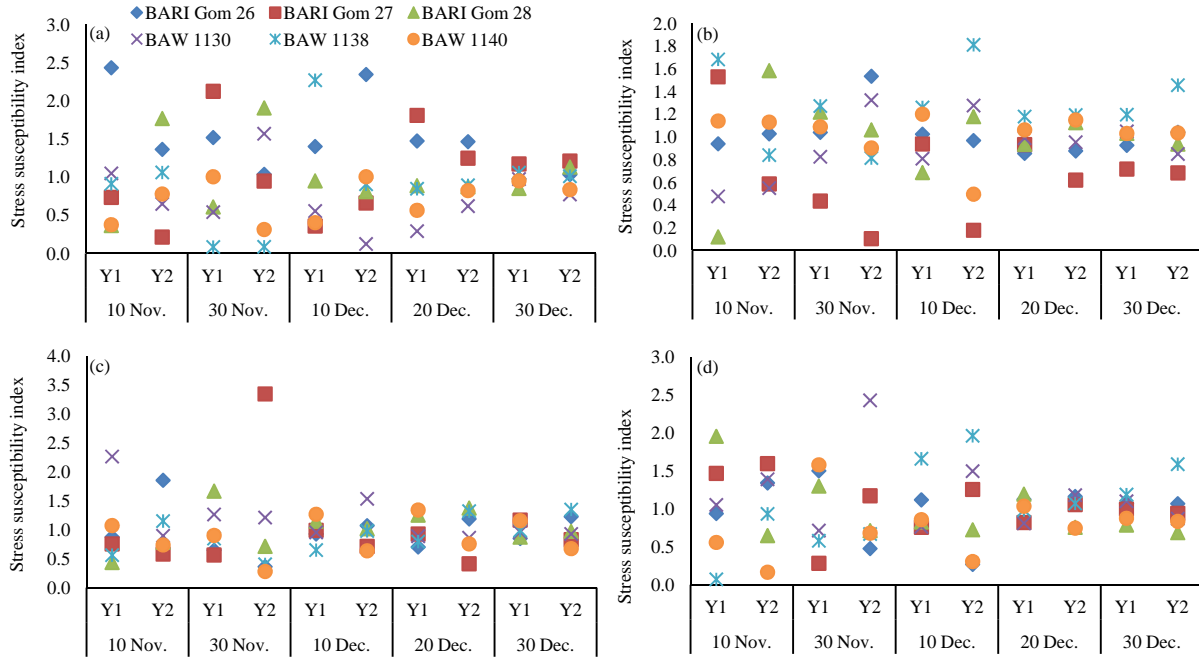 BARI Gom 26 BARI Gom 27 BARI Gom 28
BAW 1130 BAW 1138 BAW 1140
(a)
Stress susceptibility index
3.0
2.5
2.0
1.5
1.0
0.5
0.0
Y1 Y2 Y1 Y2 Y1 Y2 Y1 Y2 Y1 Y2
10 Nov. 30 Nov. 10 Dec. 20 Dec. 30 Dec.
(b)
Stress susceptibility index
2.0
1.8
1.6
1.4
1.2
1.0
0.8
0.6
0.4
0.2
0.0
Y1 Y2 Y1 Y2 Y1 Y2 Y1 Y2 Y1 Y2
10 Nov. 30 Nov. 10 Dec. 20 Dec. 30 Dec.
(c)
Stress susceptibility index
4.0
3.5
3.0
2.5
2.0
1.5
1.0
0.5
0.0
Y1 Y2 Y1 Y2 Y1 Y2 Y1 Y2 Y1 Y2
10 Nov. 30 Nov. 10 Dec. 20 Dec. 30 Dec.
(d)
Stress susceptibility index
3.0
2.5
2.0
1.5
1.0
0.5
0.0
Y1 Y2 Y1 Y2 Y1 Y2 Y1 Y2 Y1 Y2
10 Nov. 30 Nov. 10 Dec. 20 Dec. 30 Dec.